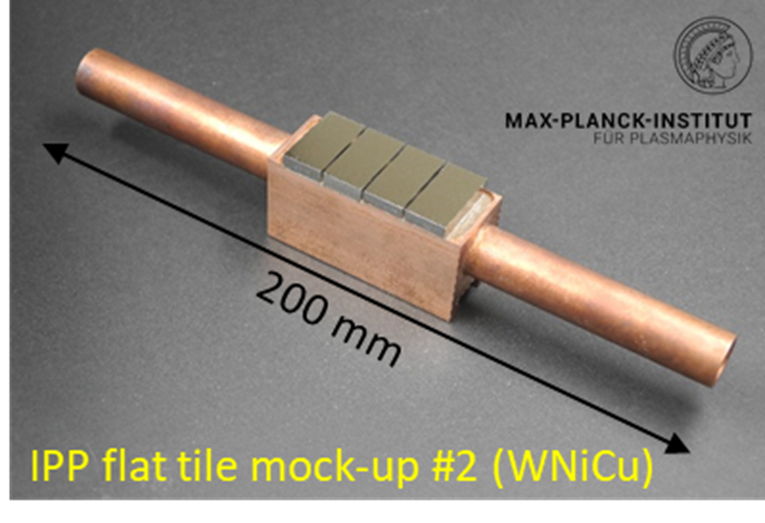 MAX-PLANCK-INSTITUT
FÜR PLASMAPHYSIK
200 mm
IPP flat tile mock-up #2 (WNiCu)